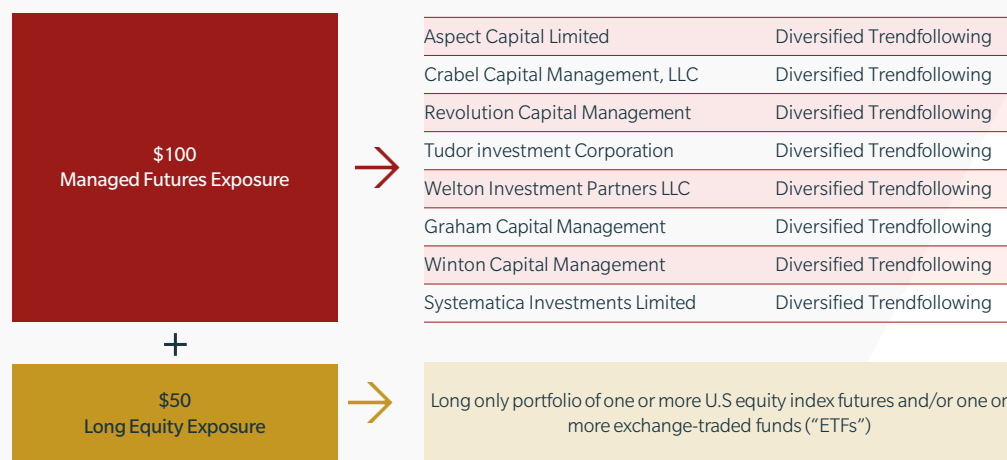 $100
Managed Futures Exposure
Aspect Capital Limited Diversified Trendfollowing
Crabel Capital Management, LLC Diversified Trendfollowing
Revolution Capital Management Diversified Trendfollowing
Tudor investment Corporation Diversified Trendfollowing
Welton Investment Partners LLC Diversified Trendfollowing
Graham Capital Management Diversified Trendfollowing
Winton Capital Management Diversified Trendfollowing
Systematica Investments Limited Diversified Trendfollowing
+
$50
Long Equity Exposure
Long only portfolio of one or more U.S equity index futures and/or one or
more exchange-traded funds (“ETFs”)